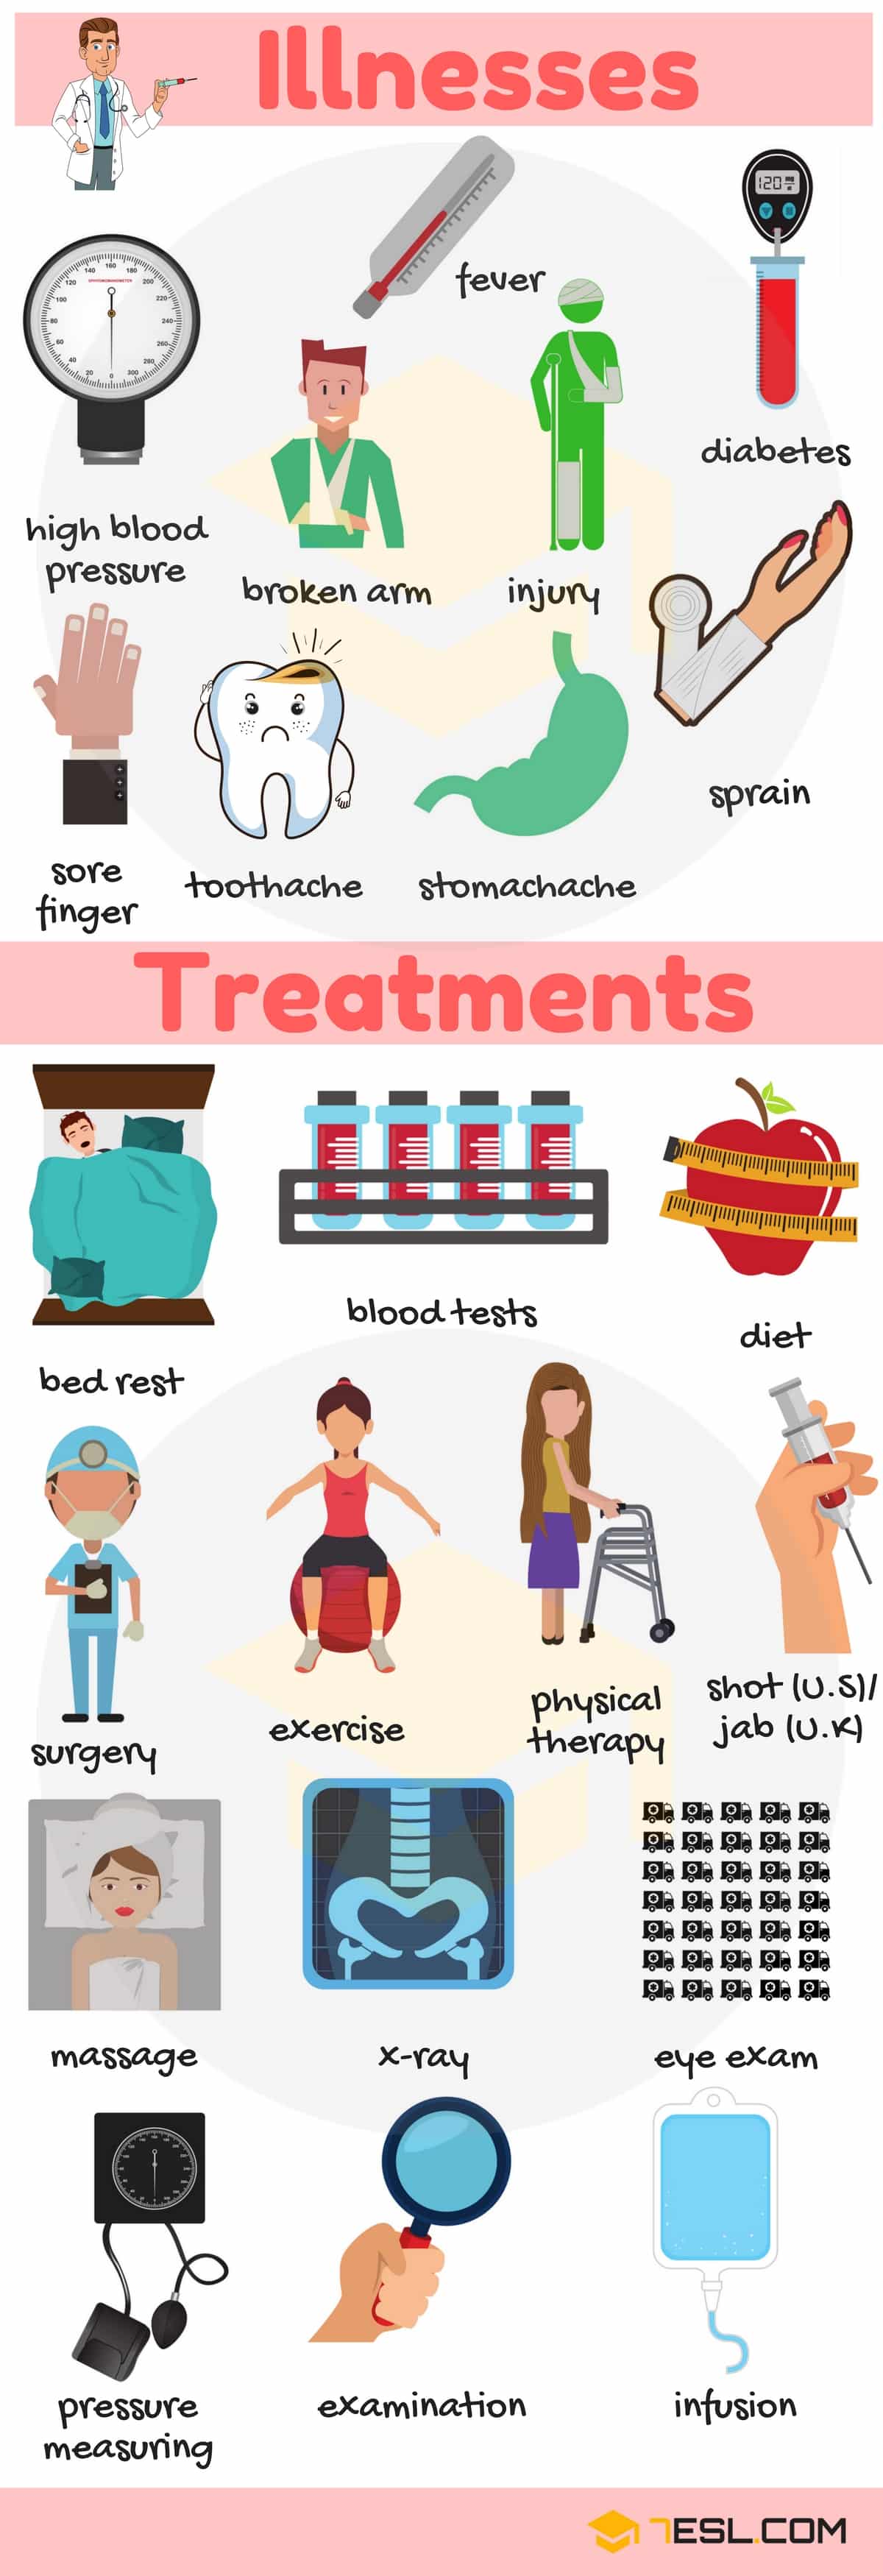 Illnesses
120
fever
diabetes
high blood
pressure
broken arm
injury
sprain
sore
finger
toothache
stomachache
Treatments
blood tests
diet
bed rest
surgery
exercise
physical
therapy
shot (U.S)/
jab (U.K)
massage
x-ray
eye exam
pressure
measuring
examination
infusion
7ESL.COM